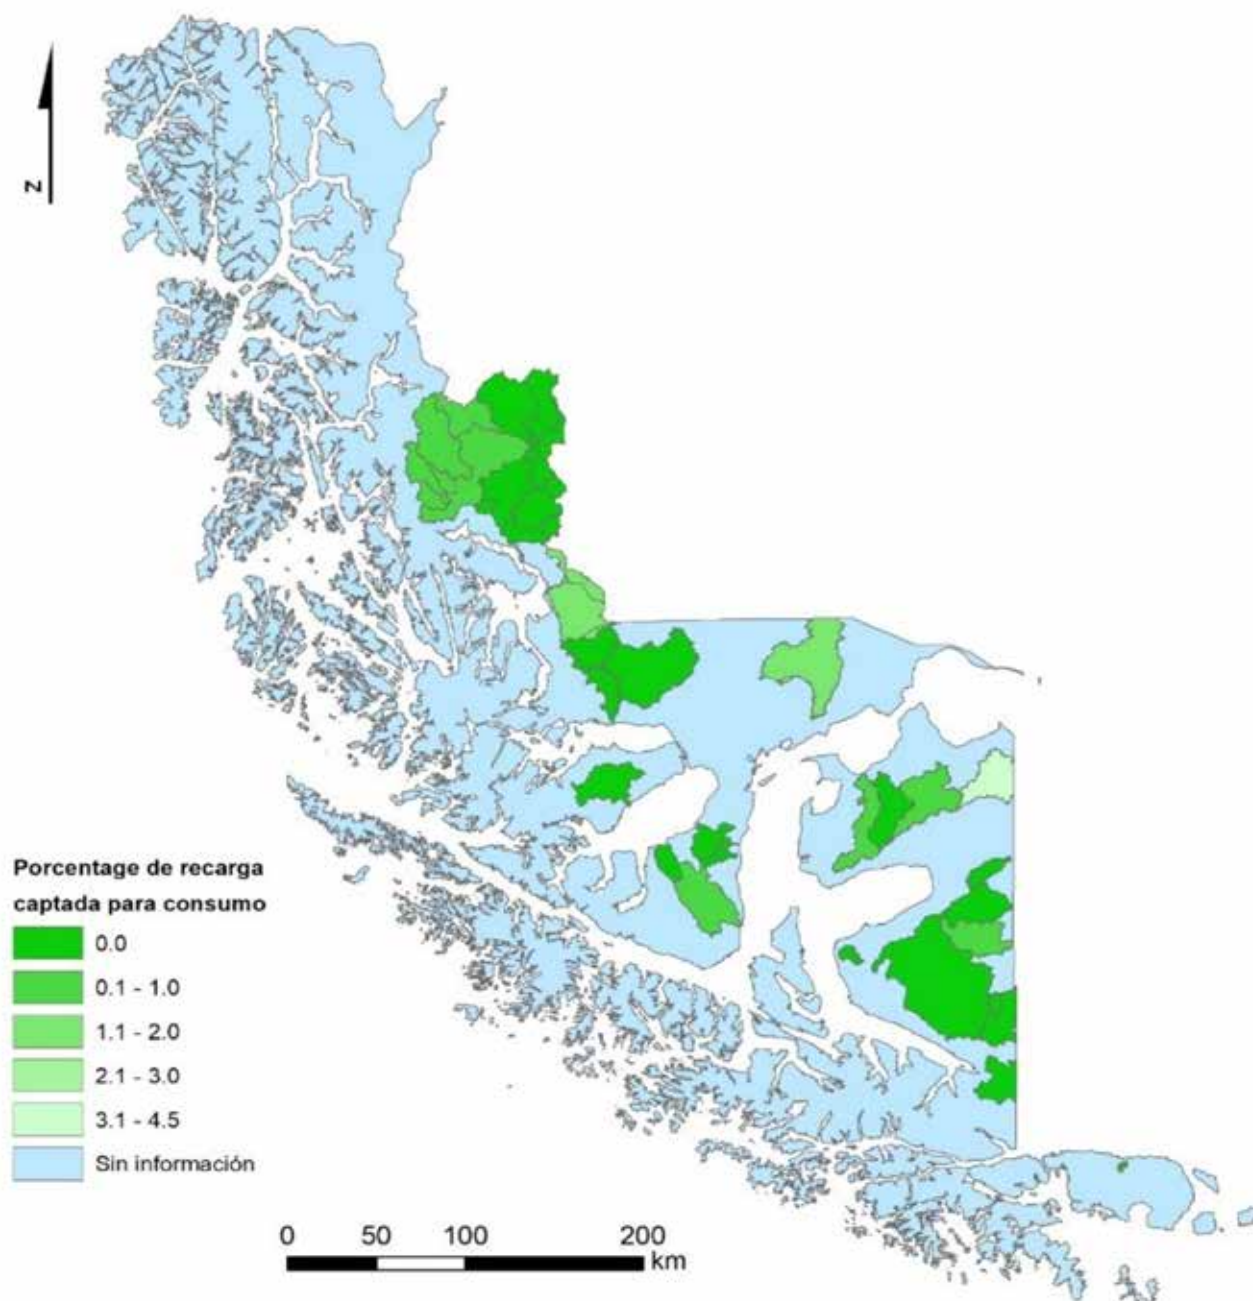 N
Porcentage de recarga
captada para consumo
0.0
0.1 - 1.0
1.1 - 2.0
2.1 - 3.0
3.1 - 4.5
Sin información
0 50 100 200
km